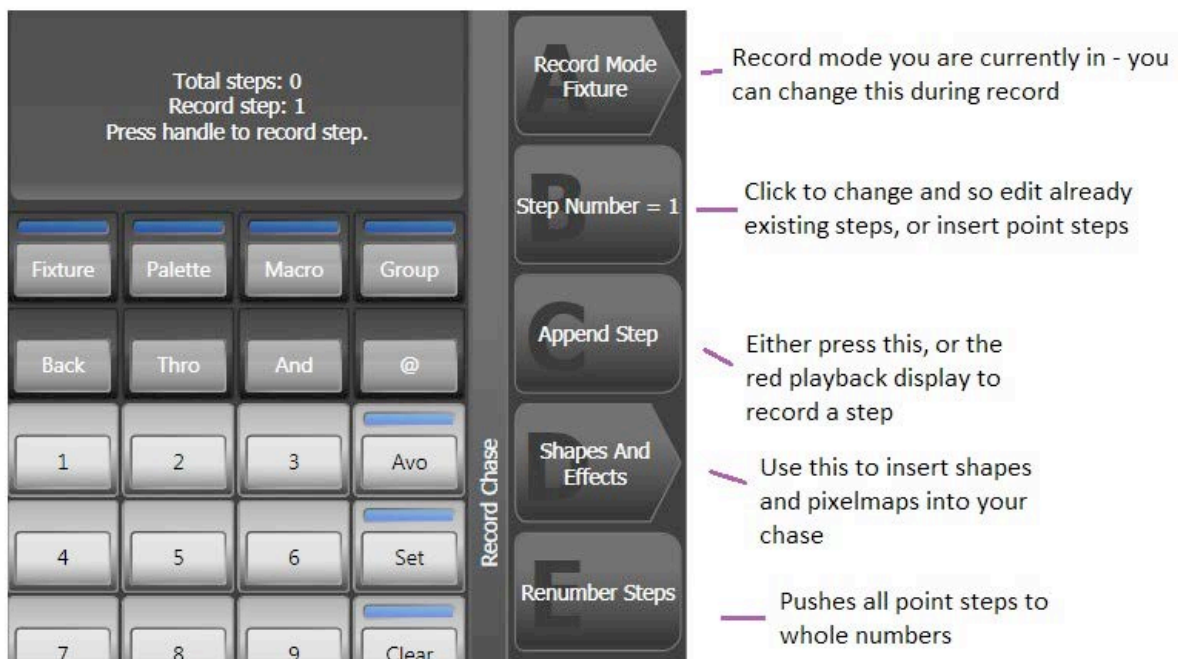 Total steps: 0
Record step: 1
Press handle to record step.
Fixture
Palette
Macro
Group
Back
Thro
And
@
1
2
3
Avo
4
5
6
Set
7
8
9
Clear
Record Chase
A
Record Mode
Fixture
B
Step Number = 1
C
Append Step
D
Shapes And
Effects
E
Renumber Steps
Record mode you are currently in - you
can change this during record
Click to change and so edit already
existing steps, or insert point steps
Either press this, or the
red playback display to
record a step
Use this to insert shapes
and pixelmaps into your
chase
Pushes all point steps to
whole numbers